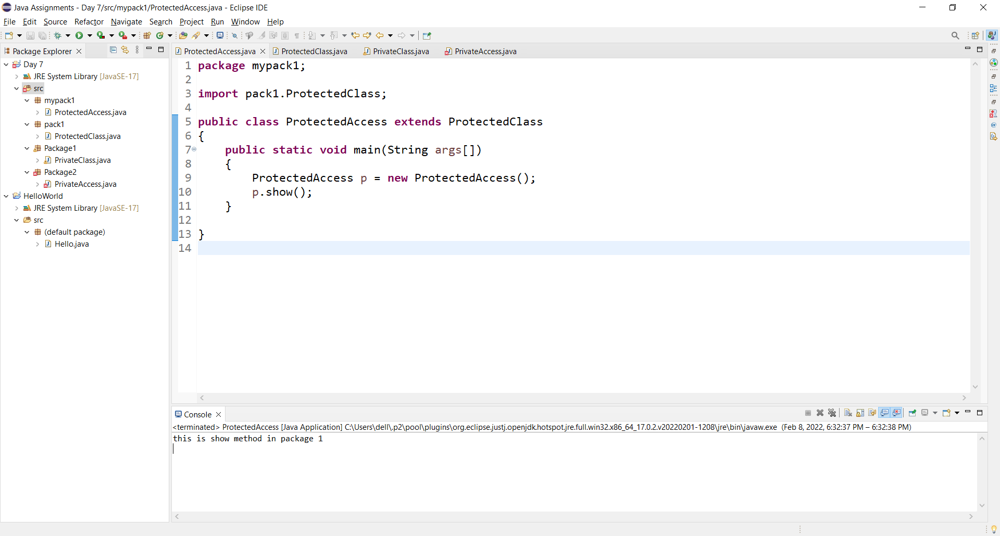 Java Assignments - Day 7/src/mypack1/ProtectedAccess.java - Eclipse IDE
File Edit Source Refactor Navigate Search Project Run Window Help
Package Explorer
Day 7
JRE System Library [JavaSE-17]
src
mypack1
ProtectedAccess.java
pack1
ProtectedClass.java
Package1
PrivateClass.java
Package2
PrivateAccess.java
HelloWorld
JRE System Library [JavaSE-17]
src
(default package)
Hello.java
ProtectedAccess.java ProtectedClass.java PrivateClass.java PrivateAccess.java
1 package mypack1;
2
3 import pack1.ProtectedClass;
4
5 public class ProtectedAccess extends ProtectedClass
6 {
7 public static void main(String args[])
8 {
9 ProtectedAccess p = new ProtectedAccess();
10 p.show();
11 }
12
13 }
14
Console
<terminated> ProtectedAccess [Java Application] C:\Users\dell\.p2\pool\plugins\org.eclipse.justj.openjdk.hotspot.jre.full.win32.x86_64_17.0.2.v20220201-1208\jre\bin\javaw.exe (Feb 8, 2022, 6:32:37 PM – 6:32:38 PM)
this is show method in package 1